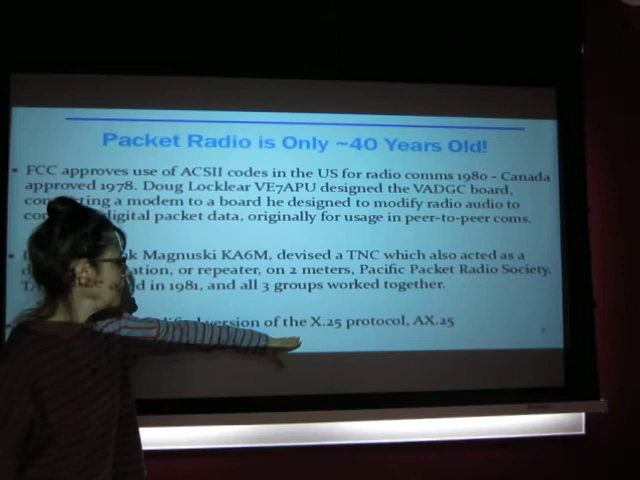 Packet Radio is Only ~40 Years Old!
• FCC approves use of ACSII codes in the US for radio comms 1980 - Canada
approved 1978. Doug Locklear VE7APU designed the VADGC board,
a modem to a board he designed to modify radio audio to
digital packet data, originally for usage in peer-to-peer coms.
Magnuski KA6M, devised a TNC which also acted as a
or repeater, on 2 meters, Pacific Packet Radio Society.
in 1981, and all 3 groups worked together.
version of the X.25 protocol, AX.25